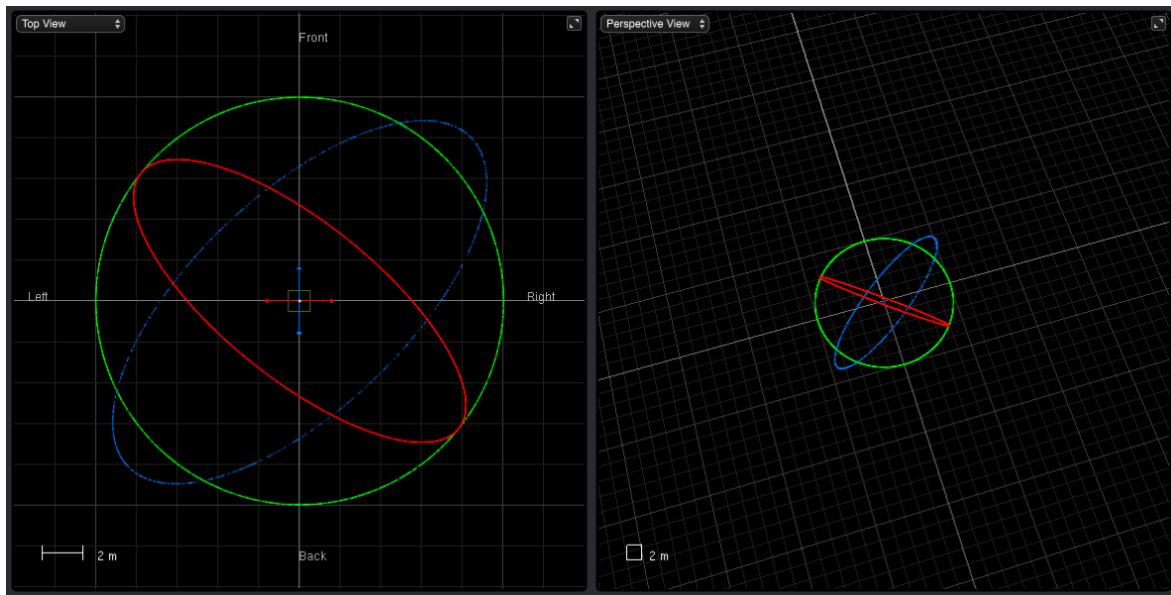 Top View
Front
Left
Right
Back
2 m
Perspective View
2 m